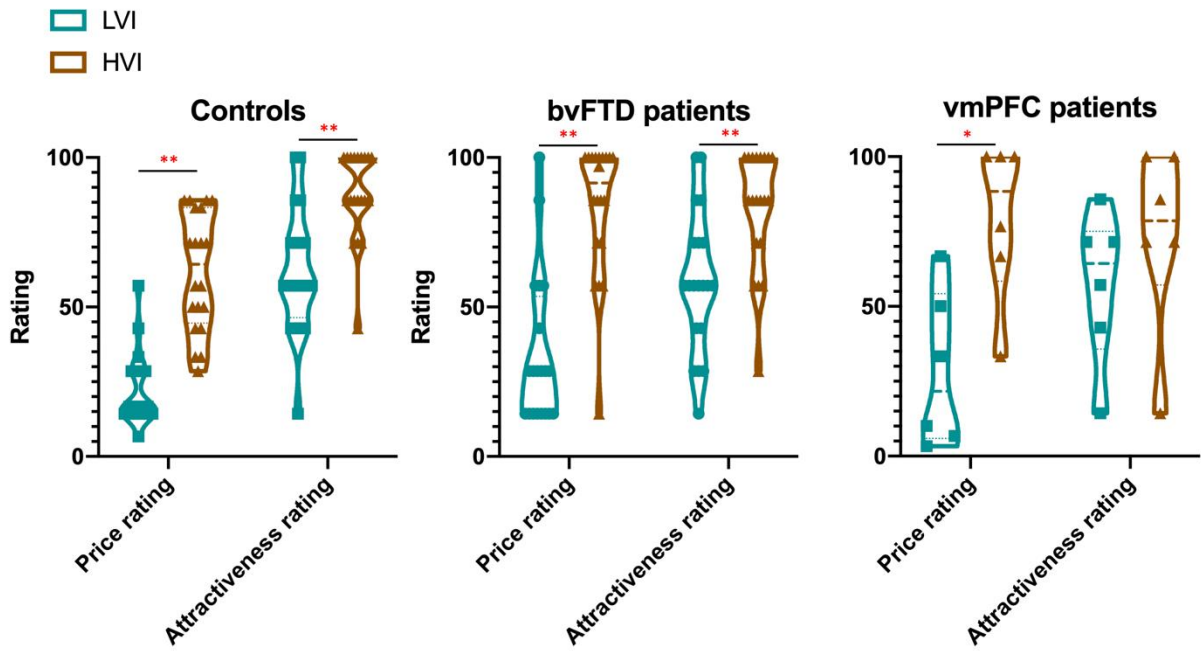 LVI
HVI
Controls
**
**
100
50
0
Rating
Price rating
Attractiveness rating
bvFTD patients
**
**
100
50
0
Rating
Price rating
Attractiveness rating
vmPFC patients
*
100
50
0
Price rating
Attractiveness rating